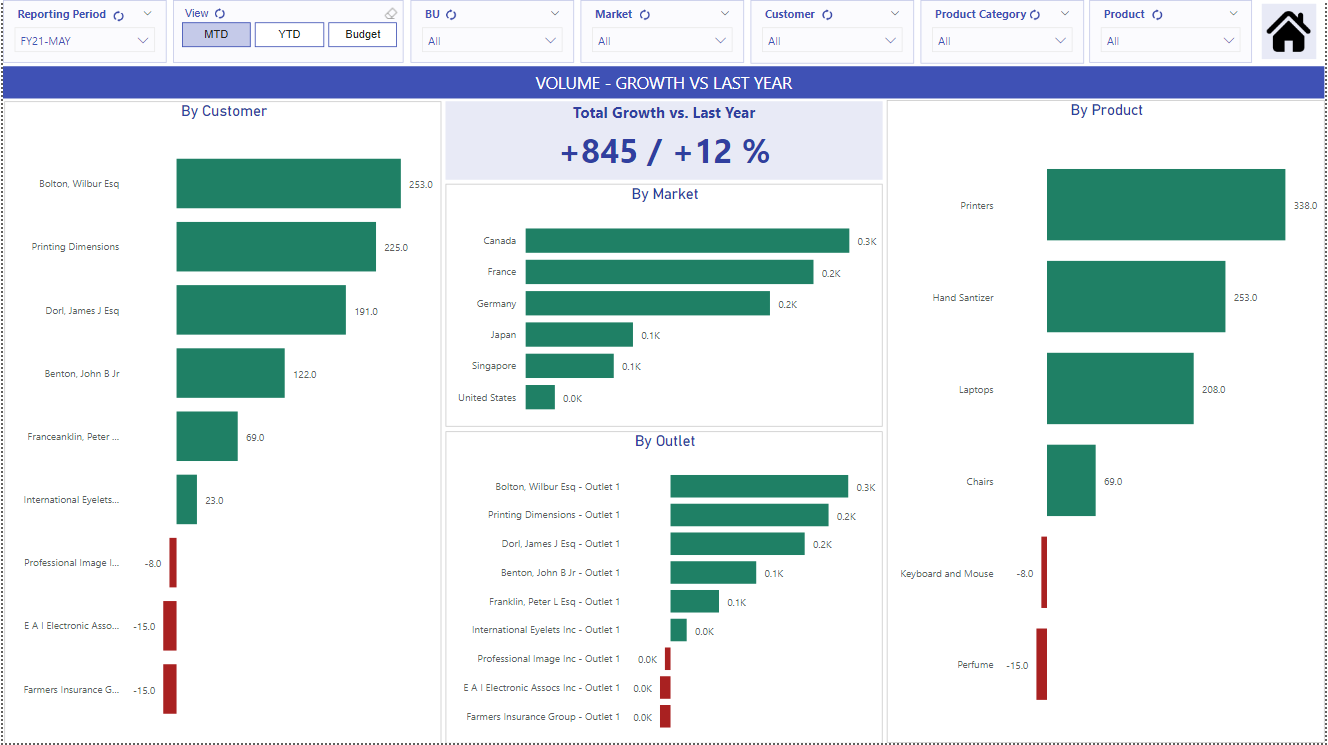 Reporting Period
FY21-MAY
View
MTD
YTD
Budget
BU
All
Market
All
Customer
All
Product Category
All
Product
All
VOLUME - GROWTH VS LAST YEAR
By Customer
Bolton, Wilbur Esq
253.0
Printing Dimensions
225.0
Dorl, James J Esq
191.0
Benton, John B Jr
122.0
Franceanklin, Peter ...
69.0
International Eyelets...
23.0
Professional Image I...
-8.0
E A I Electronic Asso...
-15.0
Farmers Insurance G...
-15.0
Total Growth vs. Last Year
+845 / +12 %
By Market
Canada
0.3K
France
0.2K
Germany
0.2K
Japan
0.1K
Singapore
0.1K
United States
0.0K
By Outlet
Bolton, Wilbur Esq - Outlet 1
0.3K
Printing Dimensions - Outlet 1
0.2K
Dorl, James J Esq - Outlet 1
0.2K
Benton, John B Jr - Outlet 1
0.1K
Franklin, Peter L Esq - Outlet 1
0.1K
International Eyelets Inc - Outlet 1
0.0K
Professional Image Inc - Outlet 1
0.0K
E A I Electronic Assocs Inc - Outlet 1
0.0K
Farmers Insurance Group - Outlet 1
0.0K
By Product
Printers
338.0
Hand Santizer
253.0
Laptops
208.0
Chairs
69.0
Keyboard and Mouse
-8.0
Perfume
-15.0